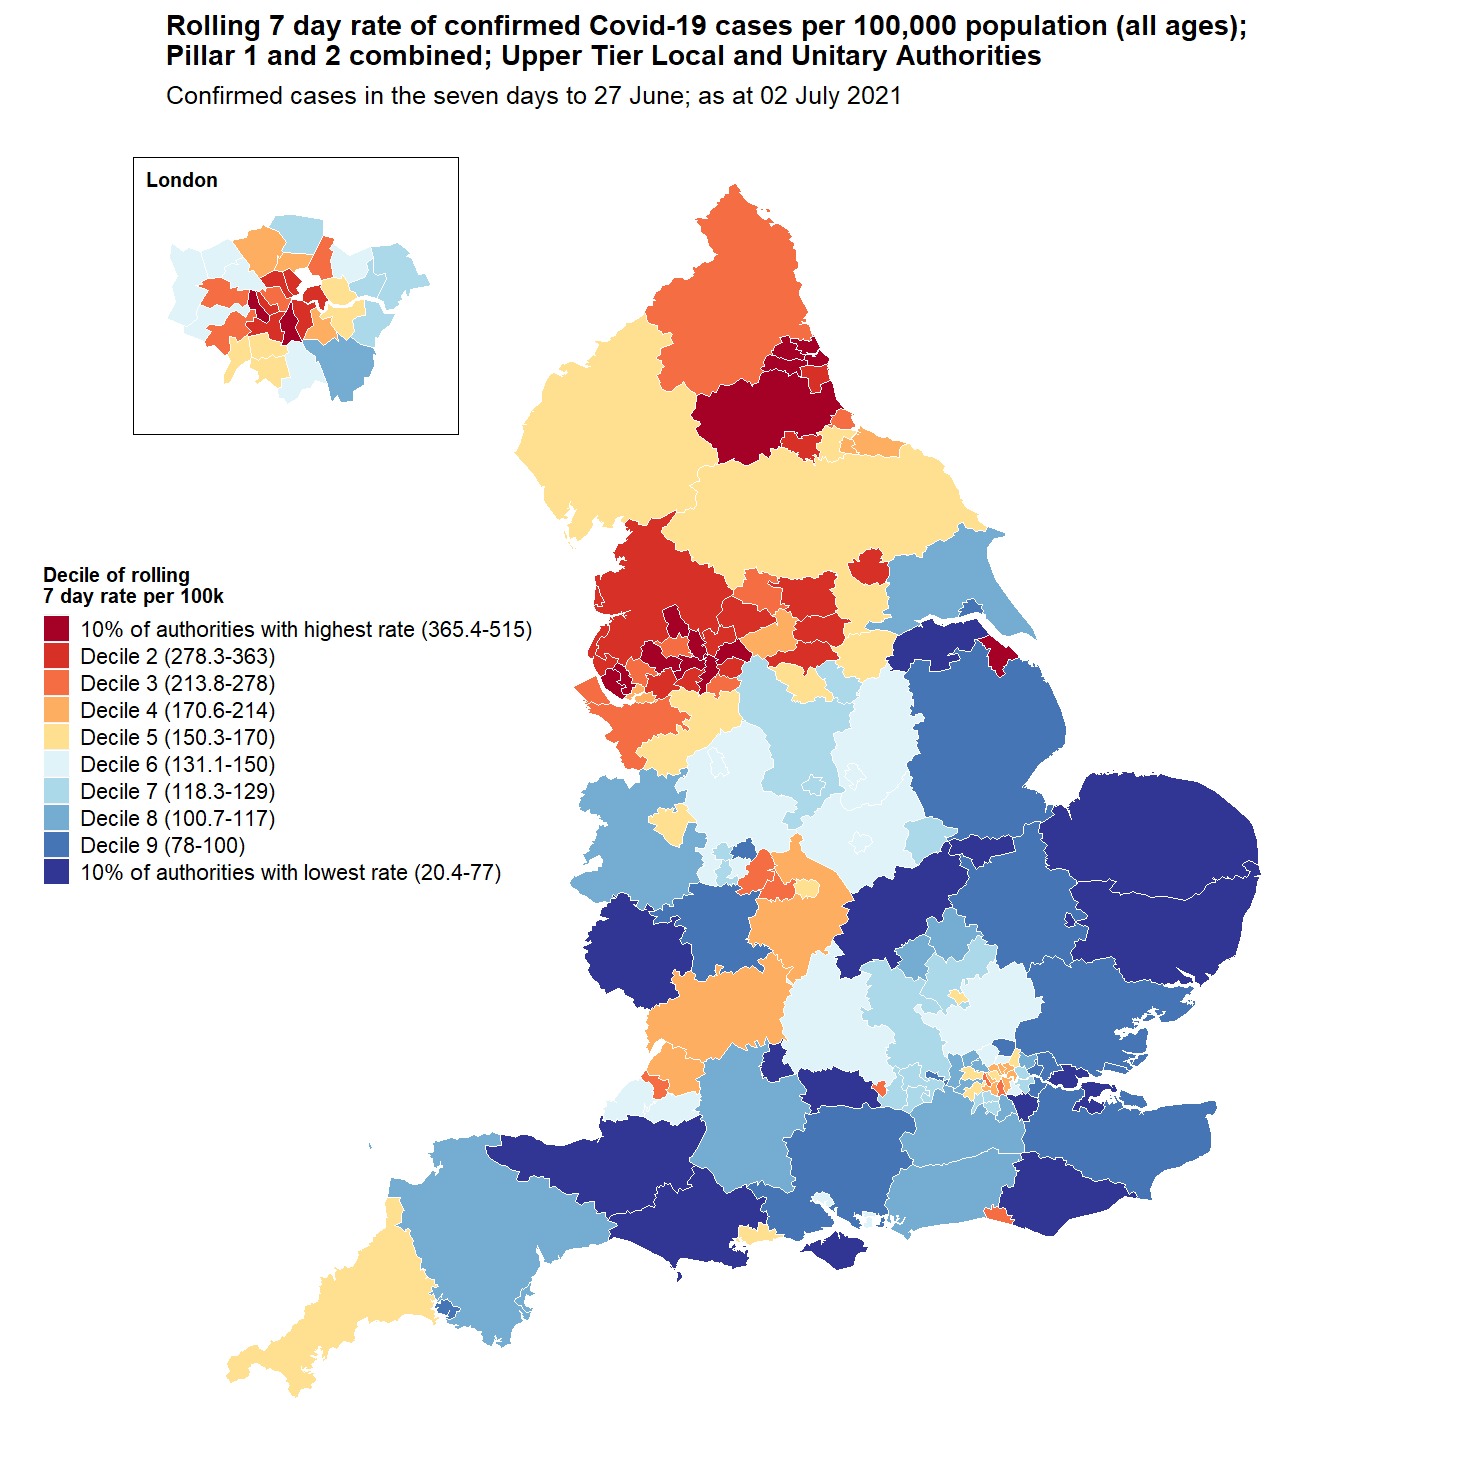 Rolling 7 day rate of confirmed Covid-19 cases per 100,000 population (all ages);
Pillar 1 and 2 combined; Upper Tier Local and Unitary Authorities
Confirmed cases in the seven days to 27 June; as at 02 July 2021
London
Decile of rolling
7 day rate per 100k
10% of authorities with highest rate (365.4-515)
Decile 2 (278.3-363)
Decile 3 (213.8-278)
Decile 4 (170.6-214)
Decile 5 (150.3-170)
Decile 6 (131.1-150)
Decile 7 (118.3-129)
Decile 8 (100.7-117)
Decile 9 (78-100)
10% of authorities with lowest rate (20.4-77)